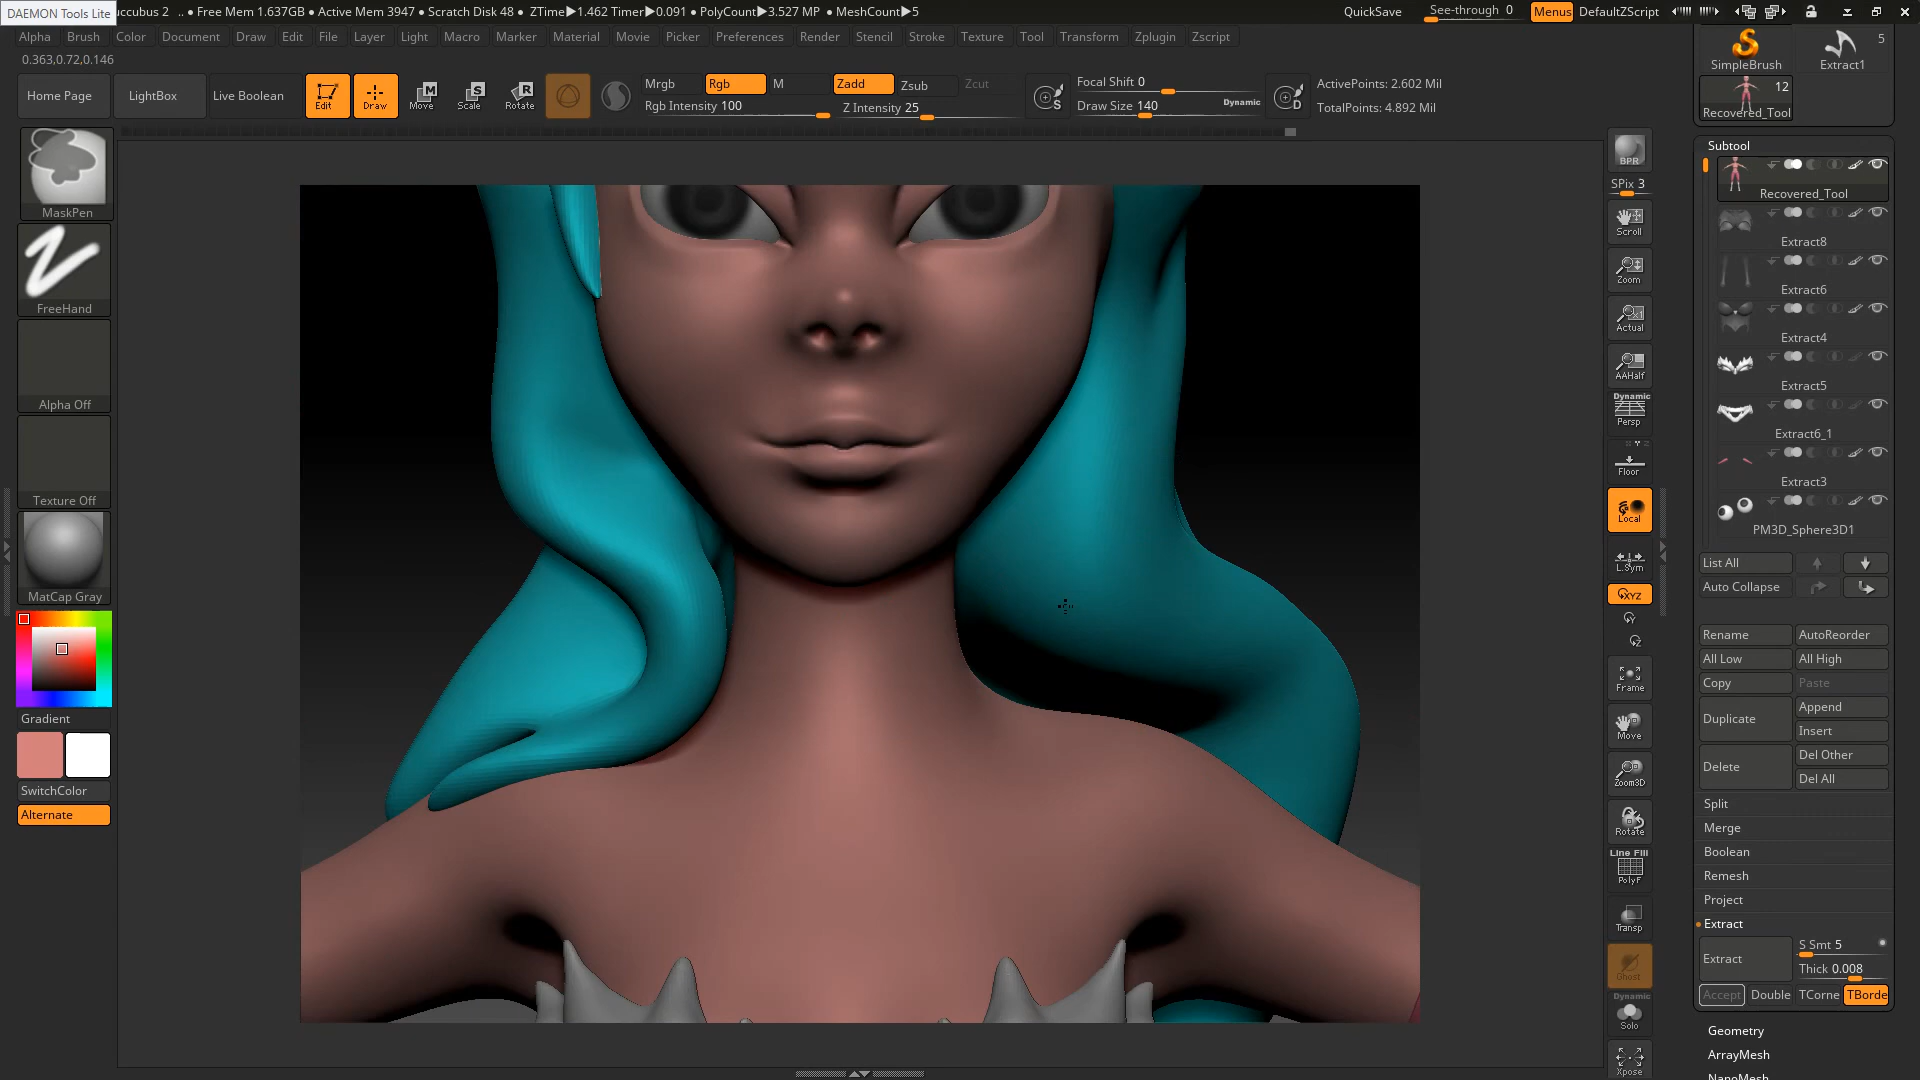 DAEMON Tools Lite
uccubus 2 .. ● Free Mem 1.637GB ● Active Mem 3947 ● Scratch Disk 48 ● ZTime▶1.462 Timer▶0.091 ● PolyCount▶3.527 MP ● MeshCount▶5
QuickSave See-through 0 Menus DefaultZScript
Alpha Brush Color Document Draw Edit File Layer Light Macro Marker Material Movie Picker Preferences Render Stencil Stroke Texture Tool Transform Zplugin Zscript
0.363,0.72,0.146
Home Page LightBox Live Boolean
Edit Draw Move Scale Rotate
Mrgb Rgb M Zadd Zsub Zcut
Rgb Intensity 100 Z Intensity 25
Focal Shift 0
Draw Size 140 Dynamic
ActivePoints: 2.602 Mil
TotalPoints: 4.892 Mil
MaskPen
FreeHand
Alpha Off
Texture Off
MatCap Gray
Gradient
SwitchColor
Alternate
BPR
SPix 3
Scroll
Zoom
Actual
AAHalf
Dynamic
Persp
Floor
Local
L.Sym
XYZ
Y
Z
Frame
Move
Zoom3D
Rotate
Line Fill
PolyF
Transp
Ghost
Dynamic
Solo
Xpose
SimpleBrush
5
Extract1
12
Recovered_Tool
Subtool
Recovered_Tool
Extract8
Extract6
Extract4
Extract5
Extract6_1
Extract3
PM3D_Sphere3D1
List All
Auto Collapse
Rename AutoReorder
All Low All High
Copy Paste
Duplicate Append
Insert
Delete Del Other
Del All
Split
Merge
Boolean
Remesh
Project
Extract
Extract S Smt 5
Thick 0.008
Accept Double TCorne TBorde
Geometry
ArrayMesh
NanoMesh